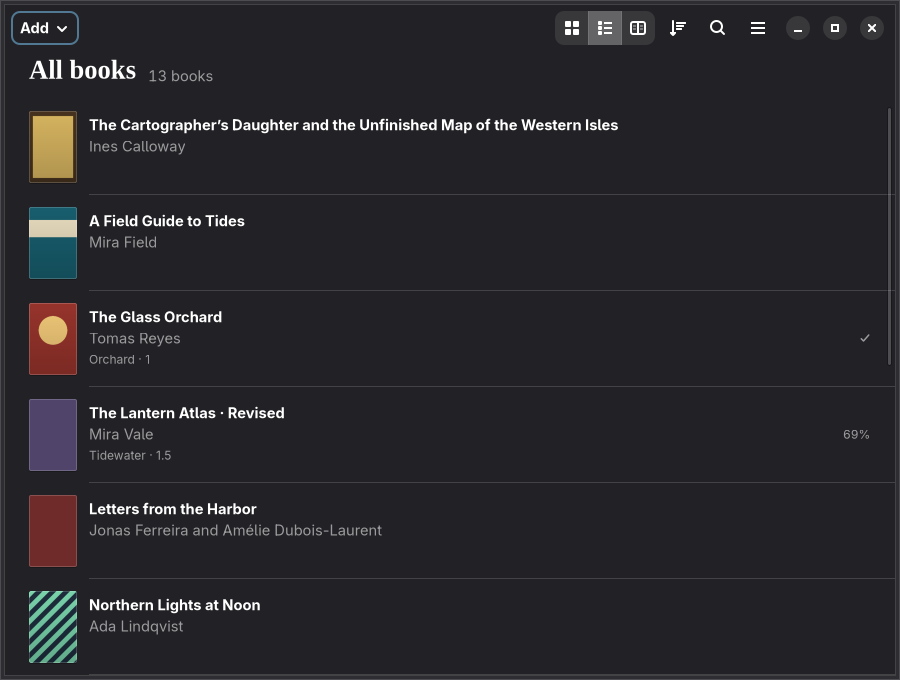 Add
All books 13 books
The Cartographer’s Daughter and the Unfinished Map of the Western Isles
Ines Calloway
A Field Guide to Tides
Mira Field
The Glass Orchard
Tomas Reyes
Orchard · 1
The Lantern Atlas · Revised
Mira Vale
69%
Tidewater · 1.5
Letters from the Harbor
Jonas Ferreira and Amélie Dubois-Laurent
Northern Lights at Noon
Ada Lindqvist